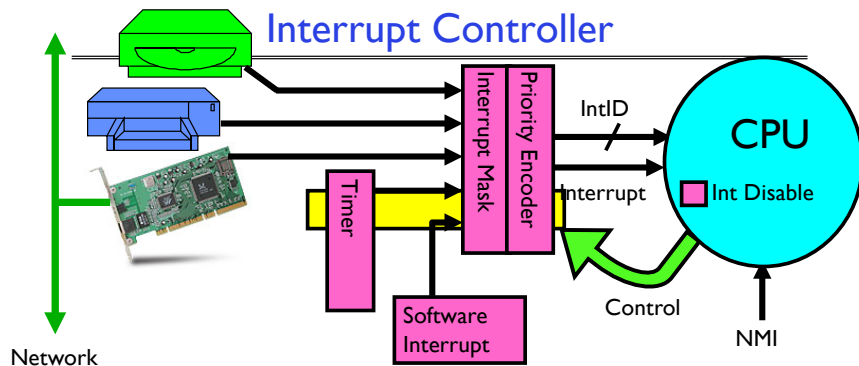 Interrupt Controller
Interrupt Mask
Priority Encoder
IntID
CPU
Interrupt
Int Disable
Timer
Control
Software
Interrupt
NMI
Network